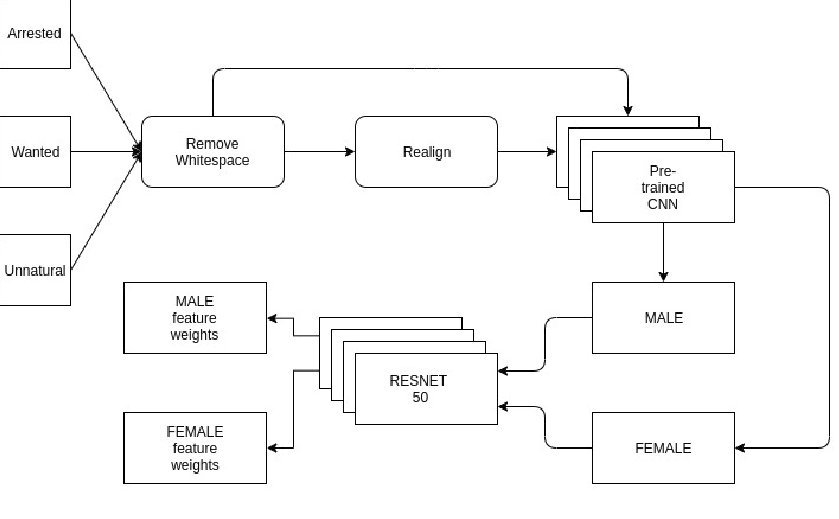 Arrested
Wanted
Unnatural
Remove
Whitespace
Realign
Pre-
trained
CNN
MALE
feature
weights
RESNET
50
MALE
FEMALE
feature
weights
FEMALE